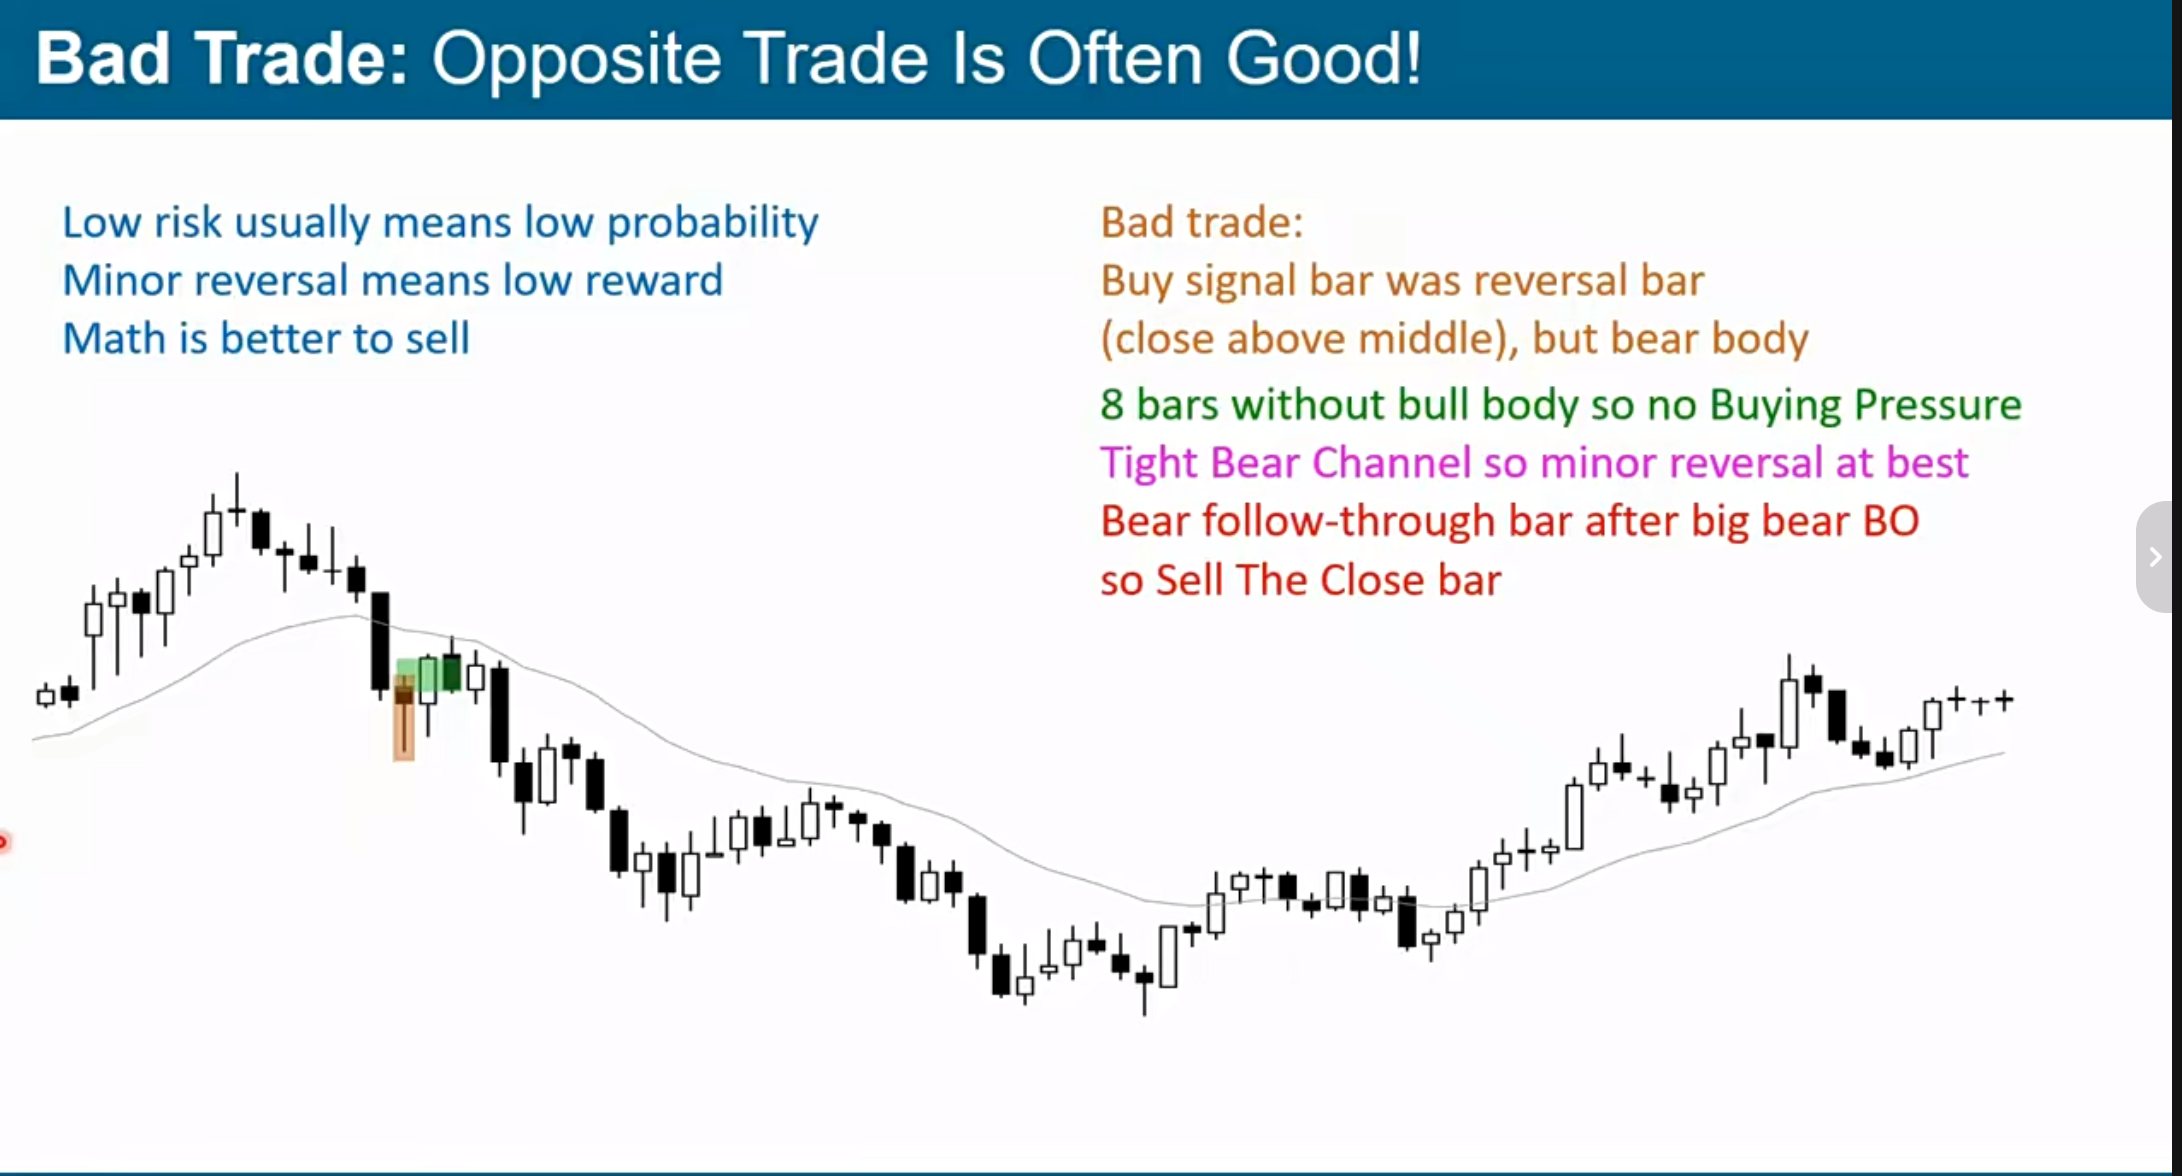 Bad Trade: Opposite Trade Is Often Good!
Low risk usually means low probability
Minor reversal means low reward
Math is better to sell
Bad trade:
Buy signal bar was reversal bar
(close above middle), but bear body
8 bars without bull body so no Buying Pressure
Tight Bear Channel so minor reversal at best
Bear follow-through bar after big bear BO
so Sell The Close bar